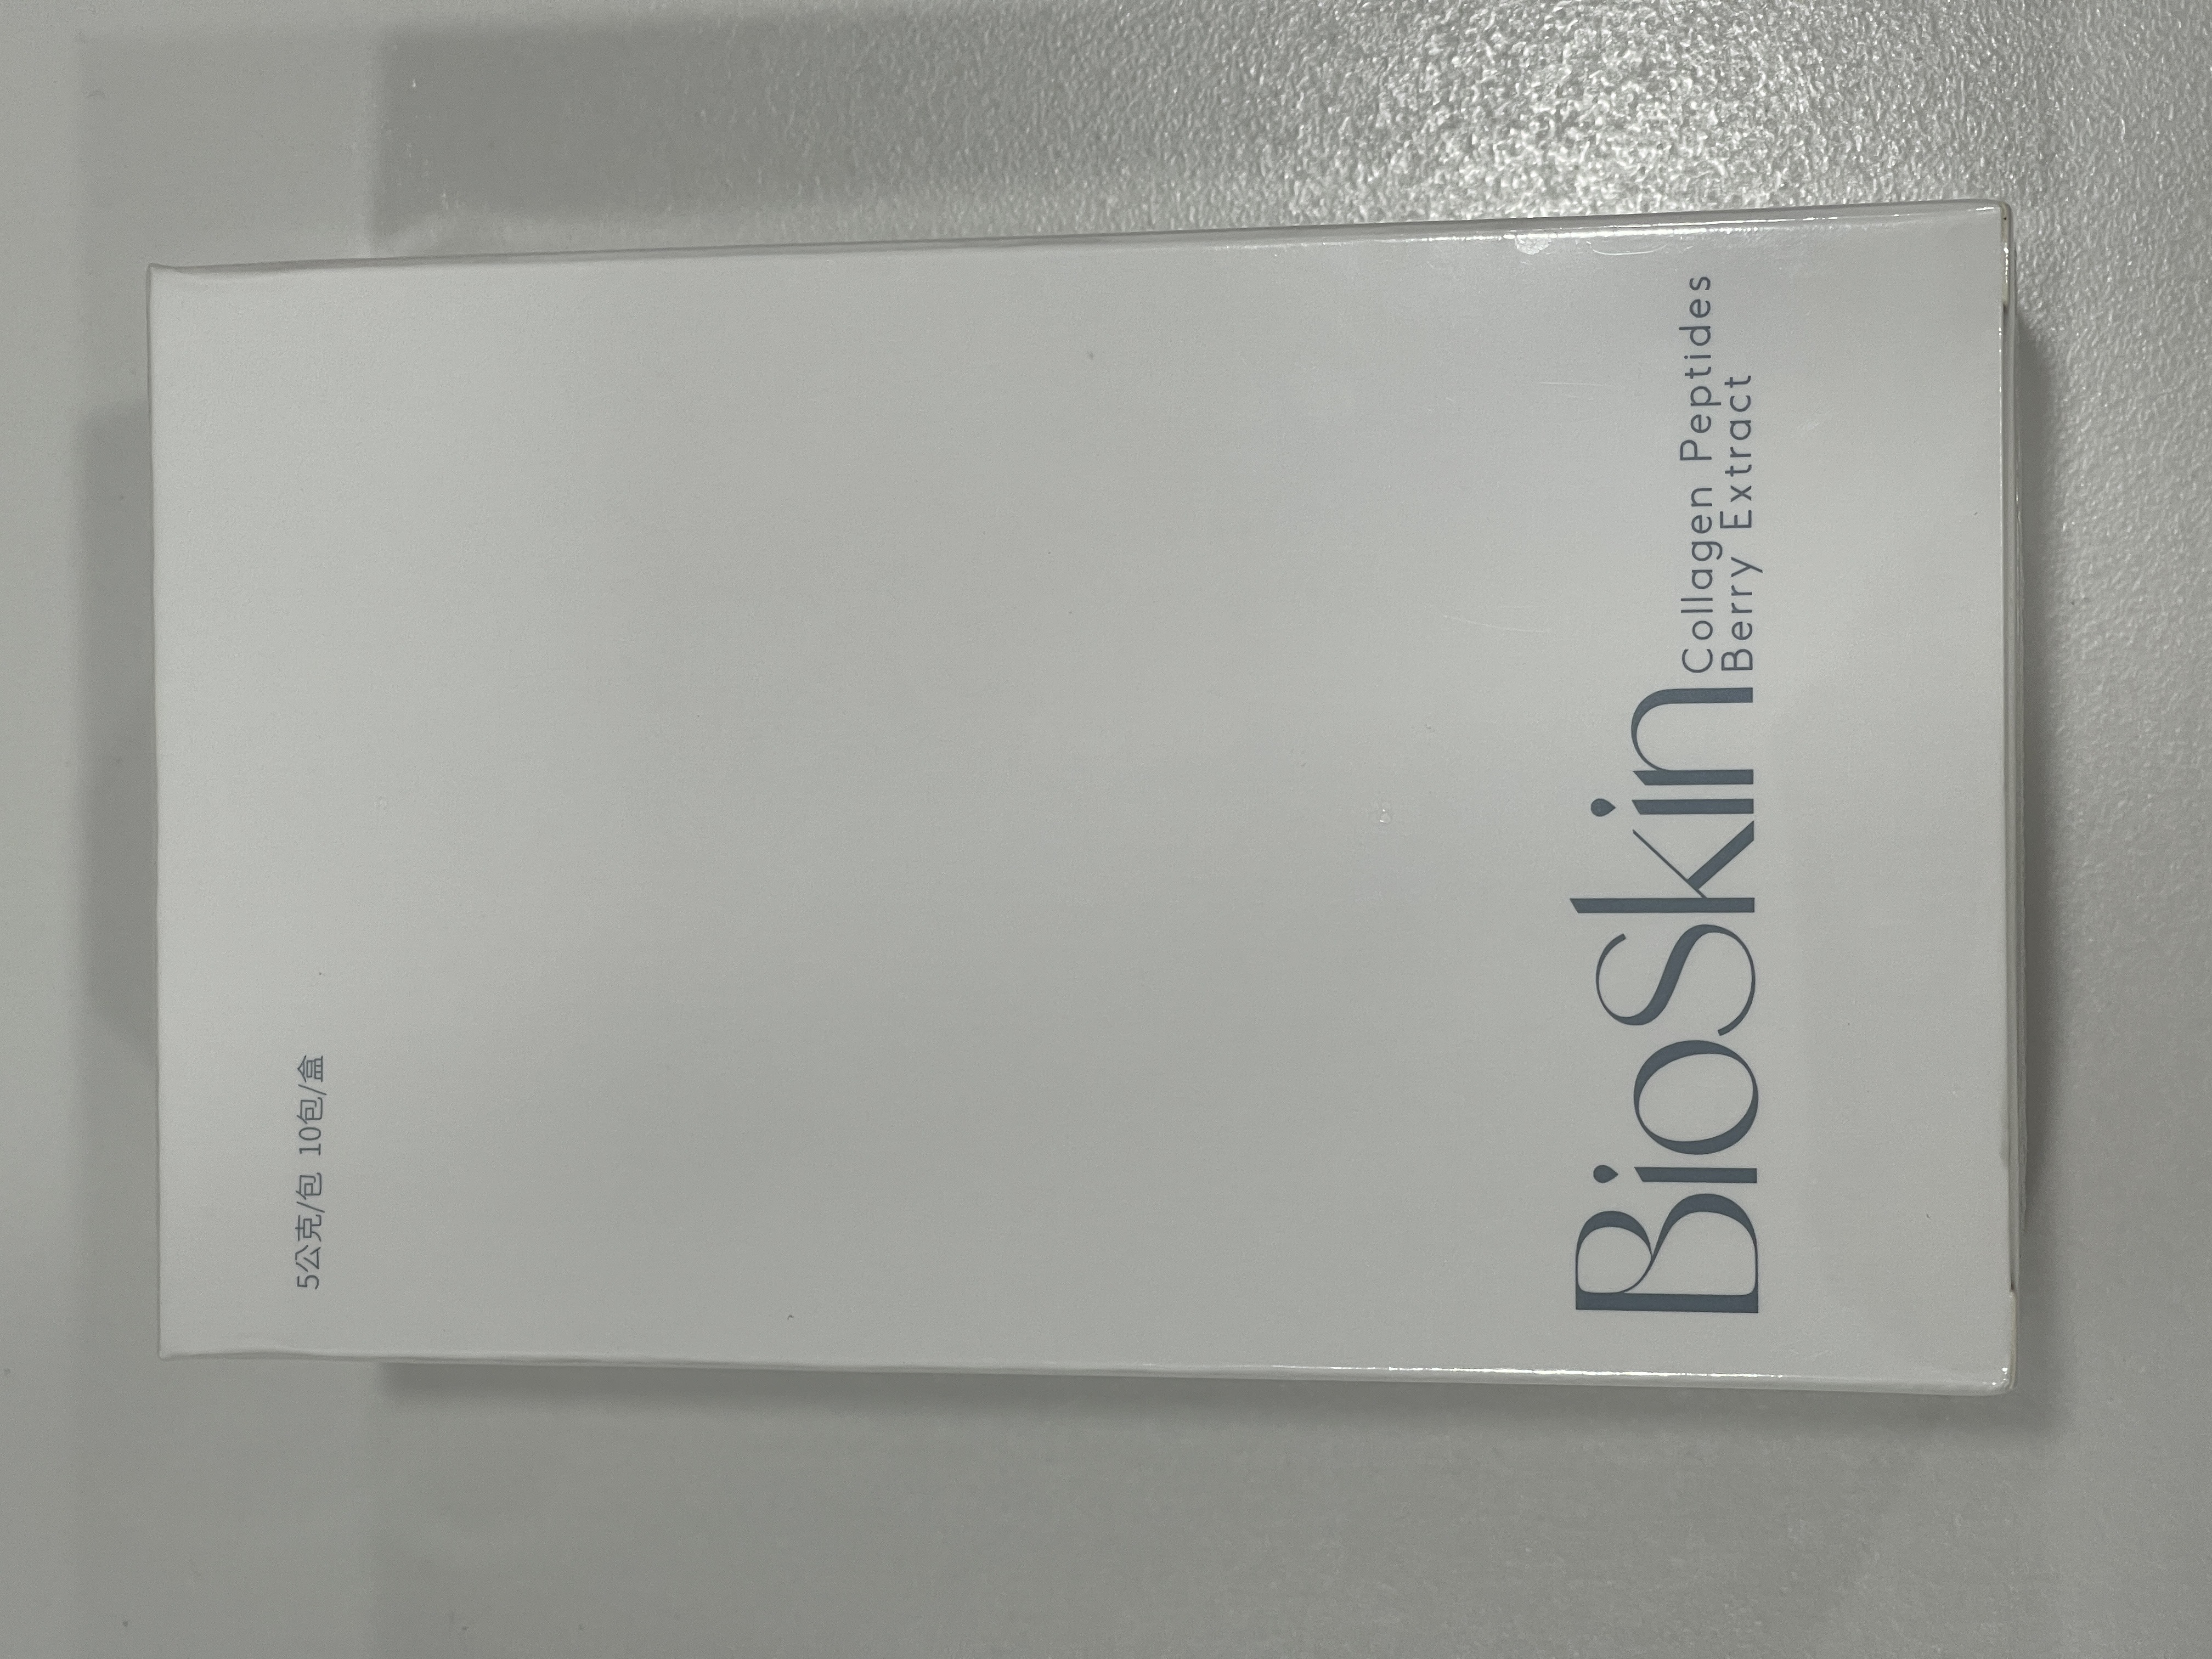 5公克/包 10包/盒
BioSkin
Collagen Peptides
Berry Extract